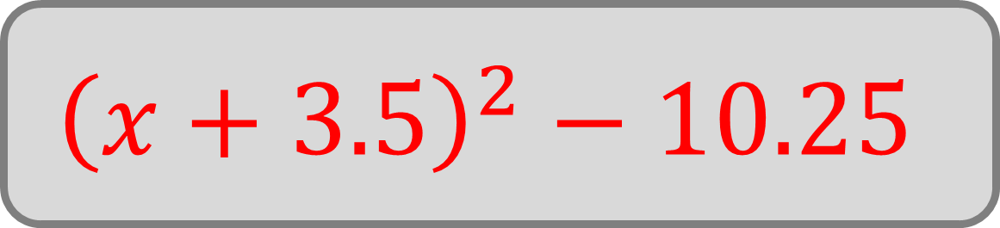 (x + 3.5)² − 10.25